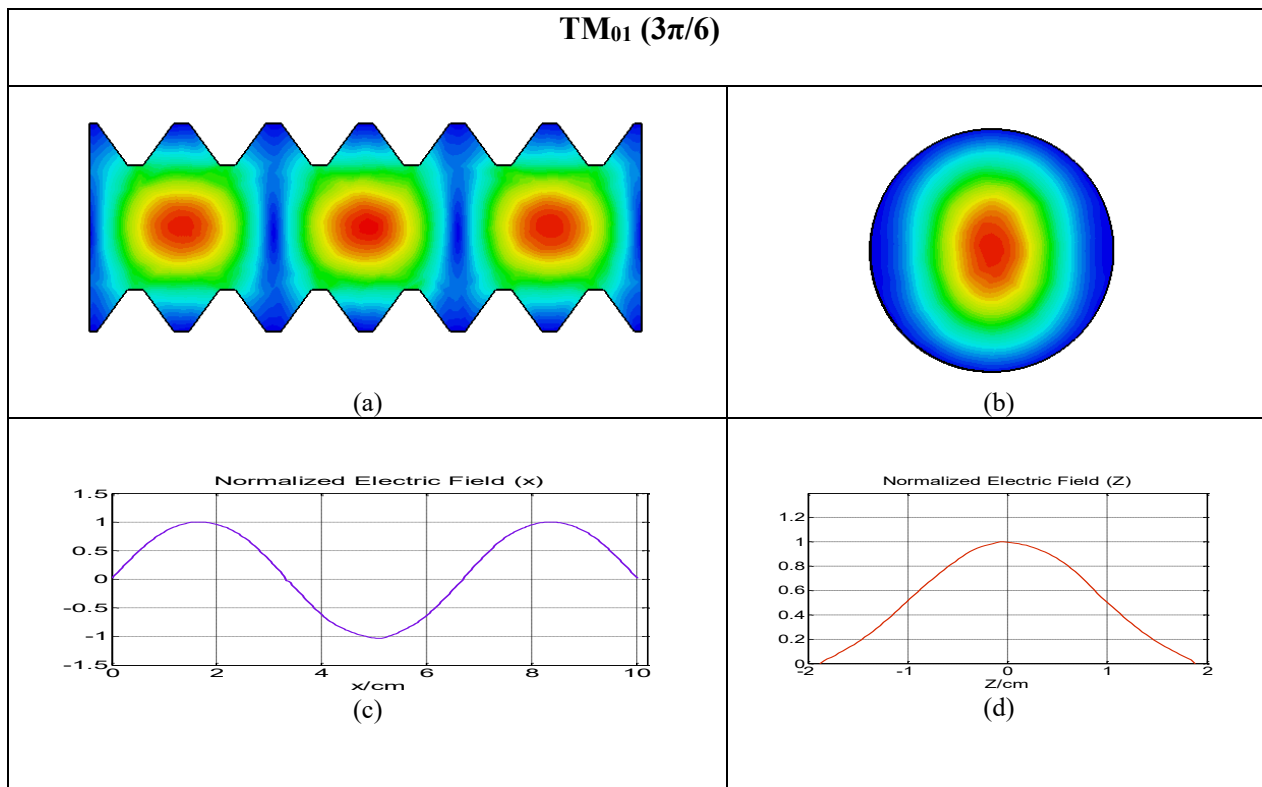 TM₀₁ (3π/6)
(a)
(b)
Normalized Electric Field (x)
1.5
1
0.5
0
-0.5
-1
-1.5
0 2 4 6 8 10
x/cm
(c)
Normalized Electric Field (Z)
1.2
1
0.8
0.6
0.4
0.2
0
-2 -1 0 1 2
Z/cm
(d)